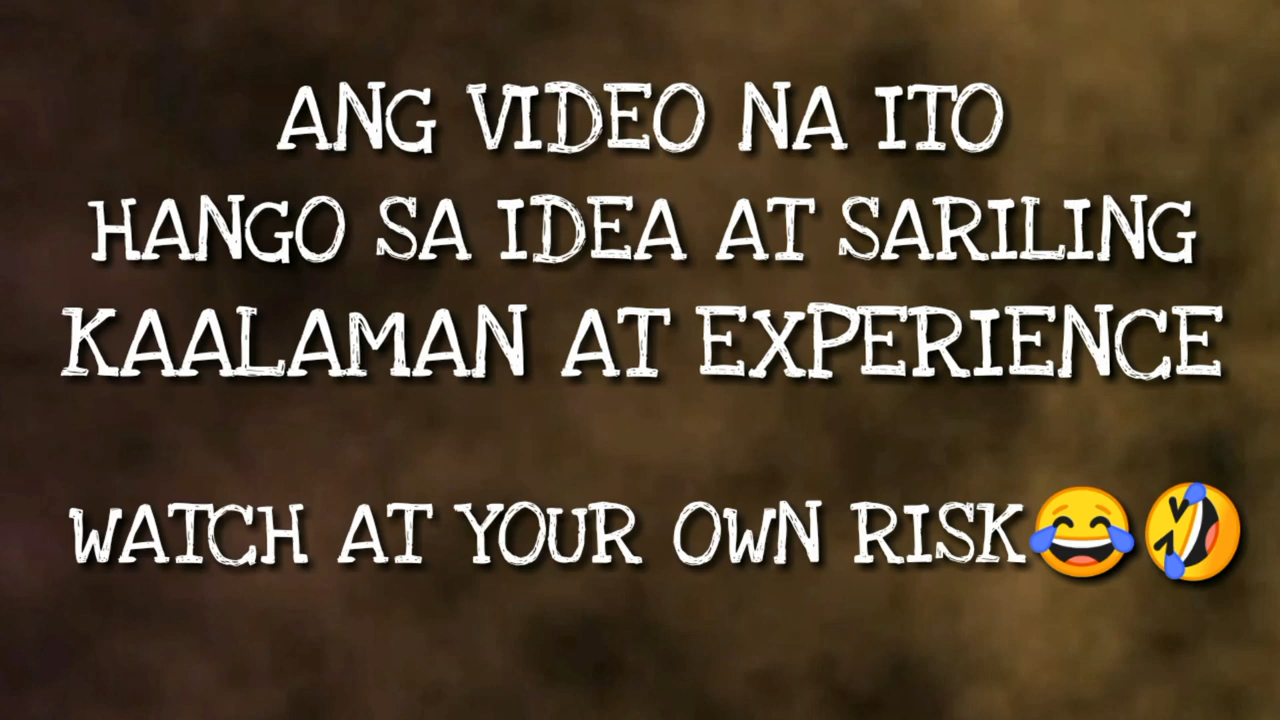 ANG VIDEO NA ITO
HANGO SA IDEA AT SARILING
KAALAMAN AT EXPERIENCE
WATCH AT YOUR OWN RISK😂🤣